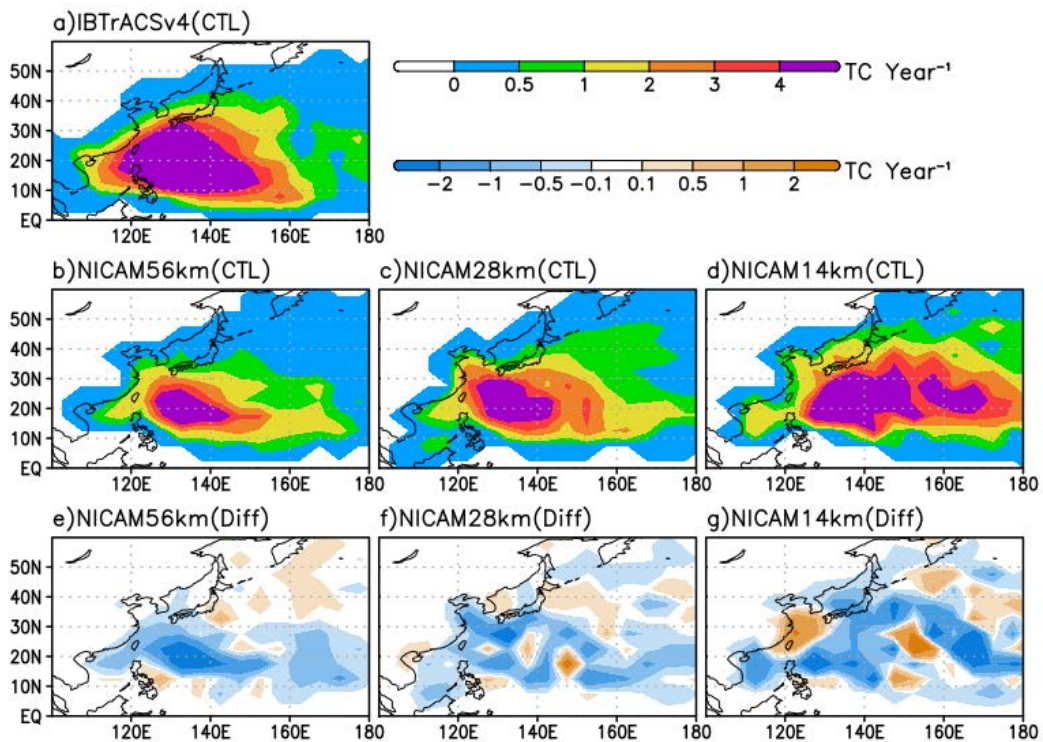 a)IBTrACSv4(CTL)
50N
40N
30N
20N
10N
EQ
120E 140E 160E 180
0 0.5 1 2 3 4 TC Year⁻¹
−2 −1 −0.5 −0.1 0.1 0.5 1 2 TC Year⁻¹
b)NICAM56km(CTL) c)NICAM28km(CTL) d)NICAM14km(CTL)
50N
40N
30N
20N
10N
EQ
120E 140E 160E 180 120E 140E 160E 180 120E 140E 160E 180
e)NICAM56km(Diff) f)NICAM28km(Diff) g)NICAM14km(Diff)
50N
40N
30N
20N
10N
EQ
120E 140E 160E 180 120E 140E 160E 180 120E 140E 160E 180